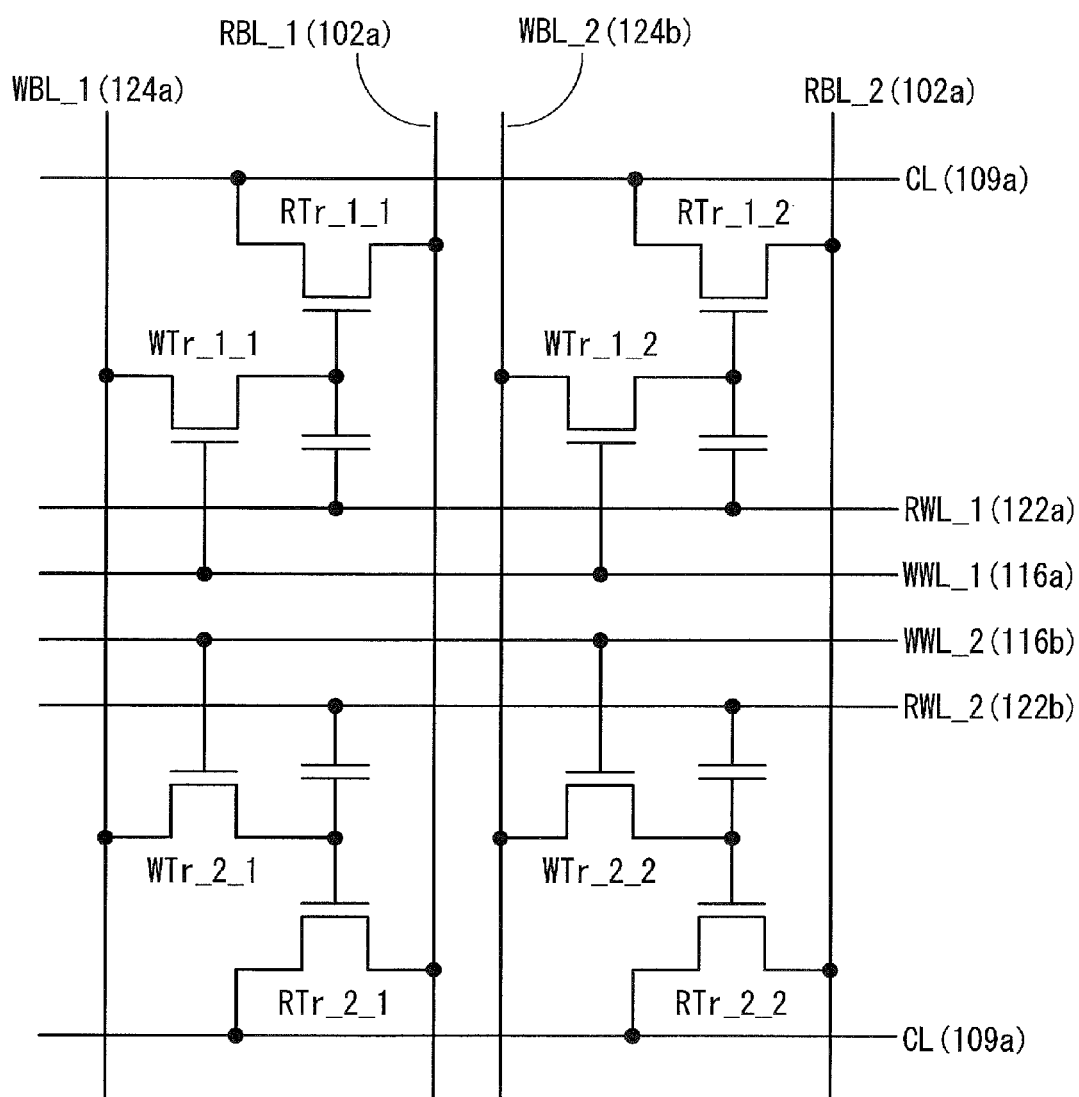 RBL_1(102a)
WBL_2(124b)
WBL_1(124a)
RBL_2(102a)
CL(109a)
RTr_1_1
RTr_1_2
WTr_1_1
WTr_1_2
RWL_1(122a)
WWL_1(116a)
WWL_2(116b)
RWL_2(122b)
WTr_2_1
WTr_2_2
RTr_2_1
RTr_2_2
CL(109a)